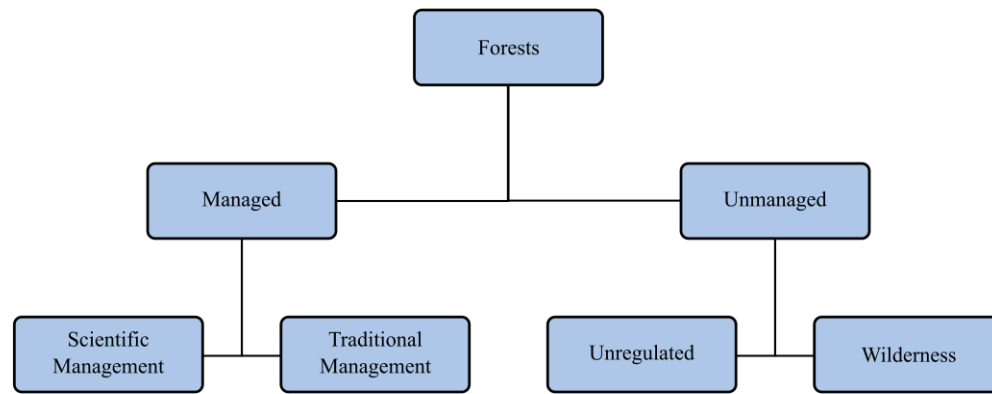 Forests
Managed
Unmanaged
Scientific
Management
Traditional
Management
Unregulated
Wilderness